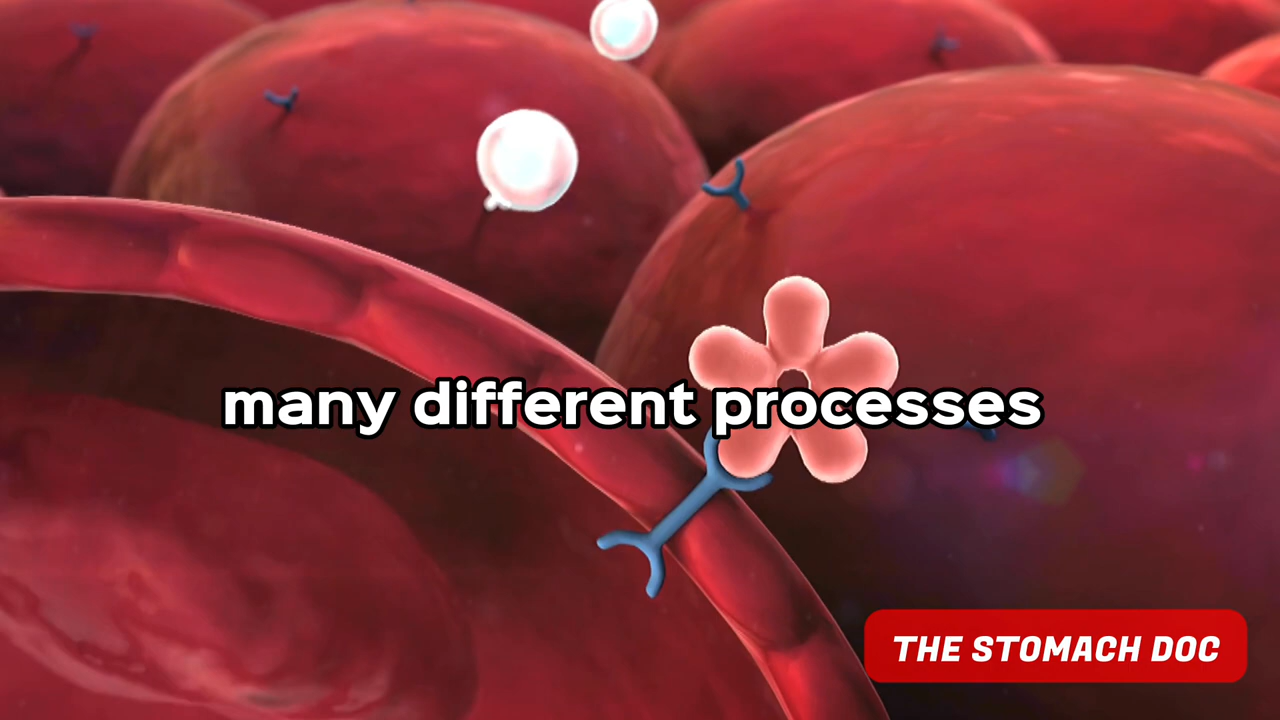 many different processes
THE STOMACH DOC